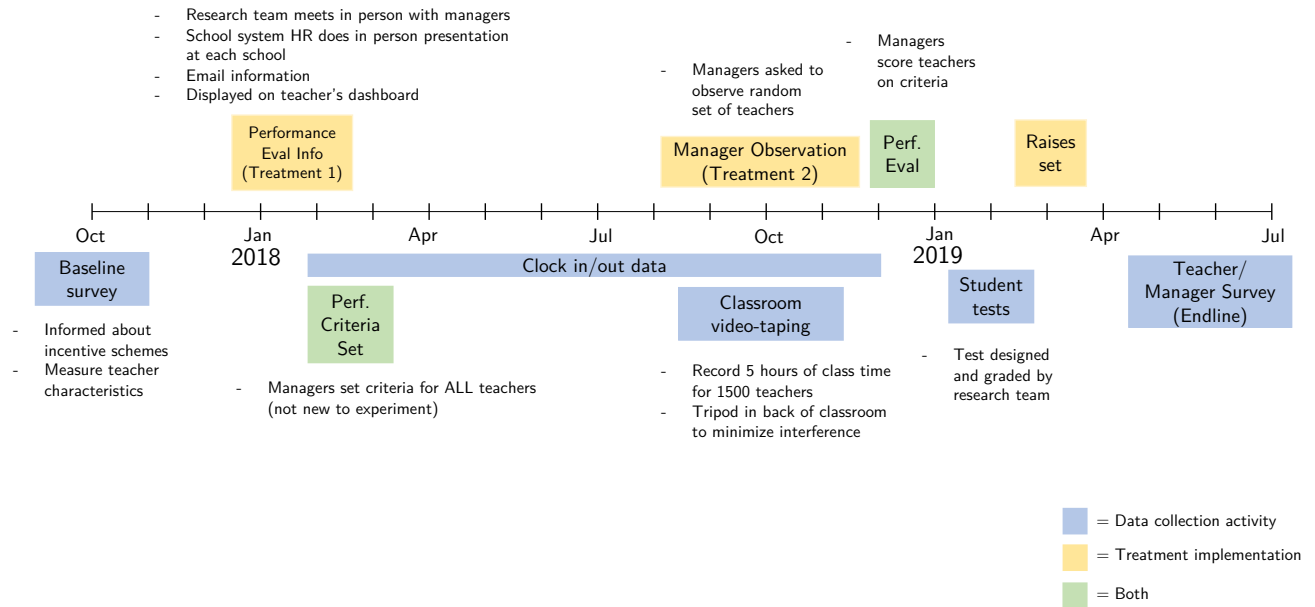 - Research team meets in person with managers
- School system HR does in person presentation
at each school
- Email information
- Displayed on teacher's dashboard
- Managers asked to
observe random
set of teachers
- Managers
score teachers
on criteria
Performance
Eval Info
(Treatment 1)
Manager Observation
(Treatment 2)
Perf.
Eval
Raises
set
Oct
Jan
2018
Apr
Jul
Oct
Jan
2019
Apr
Jul
Baseline
survey
- Informed about
incentive schemes
- Measure teacher
characteristics
Clock in/out data
Perf.
Criteria
Set
- Managers set criteria for ALL teachers
(not new to experiment)
Classroom
video-taping
- Record 5 hours of class time
for 1500 teachers
- Tripod in back of classroom
to minimize interference
Student
tests
- Test designed
and graded by
research team
Teacher/
Manager Survey
(Endline)
= Data collection activity
= Treatment implementation
= Both